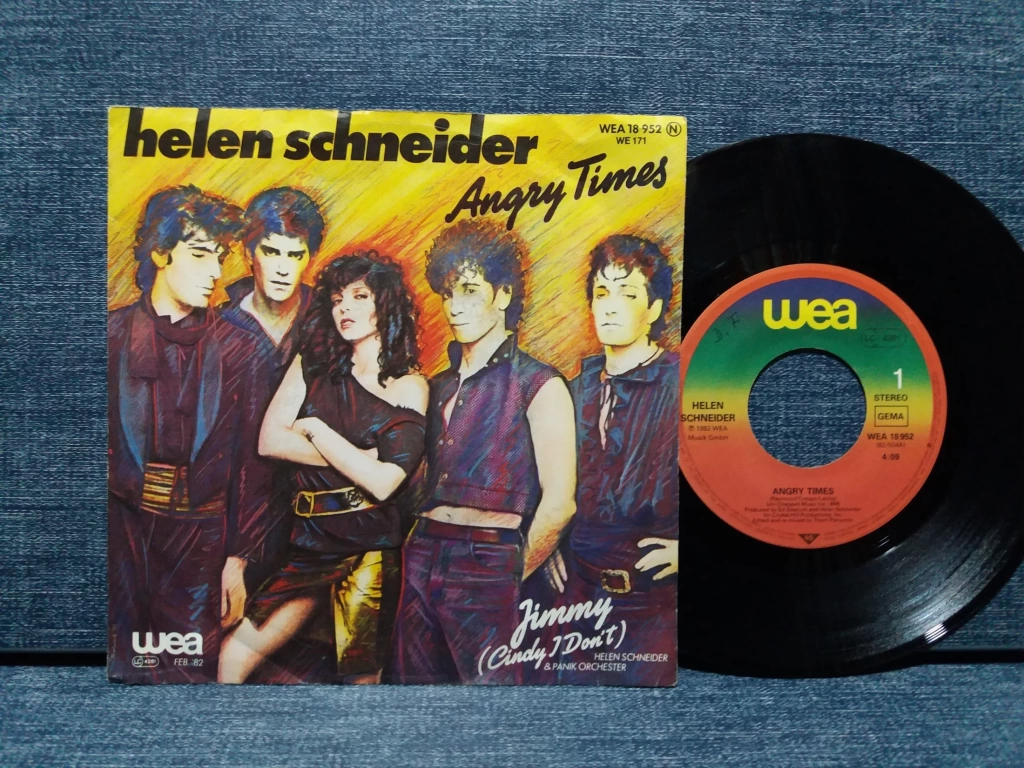 helen schneider
WEA 18 952 N
WE 171
Angry Times
Jimmy
(Cindy I Don't)
HELEN SCHNEIDER
& PANIK ORCHESTER
wea
LC 4281
FEB. '82
wea
LC 4281
1
STEREO
GEMA
HELEN
SCHNEIDER
℗ 1982 WEA
Musik GmbH
WEA 18 952
4:09
ANGRY TIMES